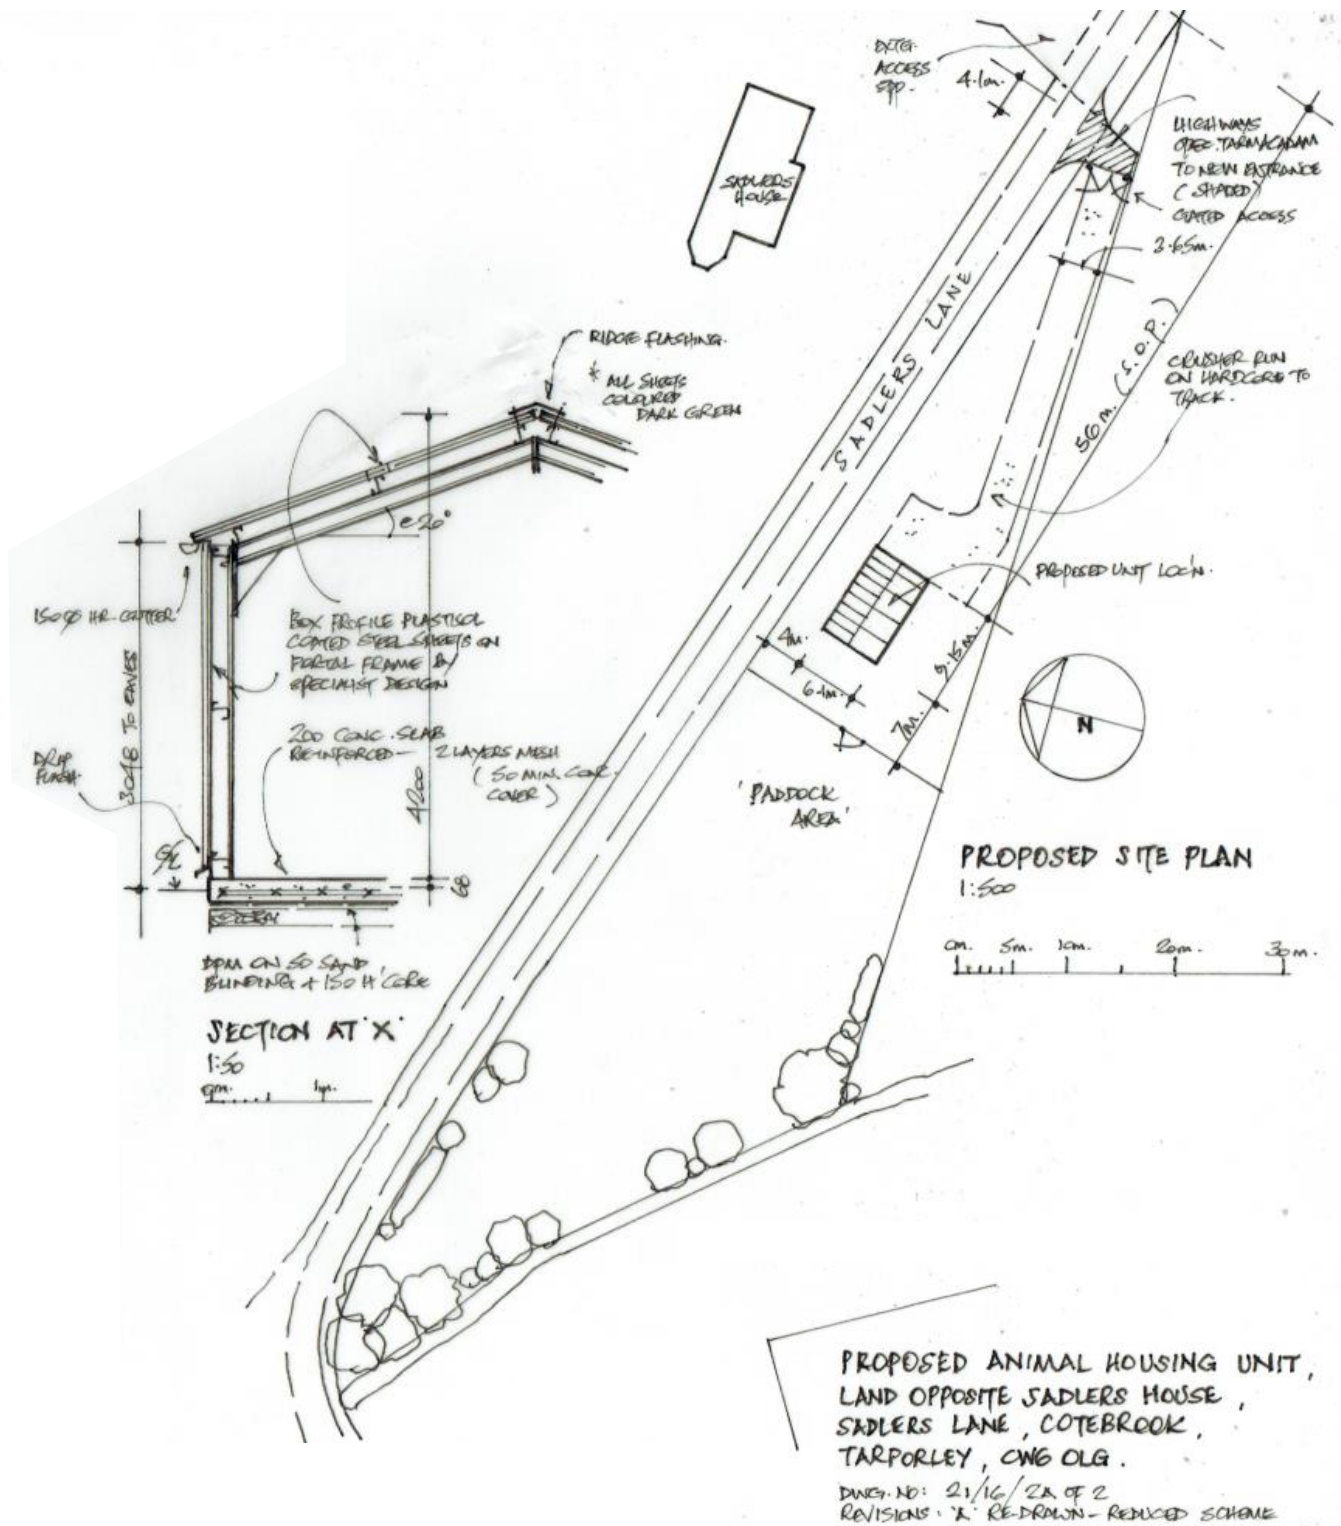 EXTG.
ACCESS
OPP.
4.1m.
HIGHWAYS
SPEC. TARMACADAM
TO NEW ENTRANCE
(SHADED)
GATED ACCESS
3.65m.
SADLERS
HOUSE
SADLERS LANE
56m. (S.O.P.)
CRUSHER RUN
ON HARDCORE TO
TRACK.
RIDGE FLASHING.
* ALL SHEETS
COLOURED
DARK GREEN
@ 20°
150 Ø HR. GUTTER
BOX PROFILE PLASTISOL
COATED STEEL SHEETS ON
PORTAL FRAME BY
SPECIALIST DESIGN
3048 TO EAVES
200 CONC. SLAB
REINFORCED - 2 LAYERS MESH
(50 MIN. CONC.
COVER)
4200
DRIP
FLASH.
G/L
68
SCREEN
DPM ON 50 SAND
BLINDING + 150 H'CORE
SECTION AT 'X'
1:50
0m. 1m.
PROPOSED UNIT LOC'N.
4m.
6.1m.
9.15m.
7m.
N
'PADDOCK
AREA'
PROPOSED SITE PLAN
1:500
0m. 5m. 10m. 20m. 30m.
PROPOSED ANIMAL HOUSING UNIT,
LAND OPPOSITE SADLERS HOUSE,
SADLERS LANE, COTEBROOK,
TARPORLEY, CW6 0LG.
DWG. NO: 21/16/2A OF 2
REVISIONS: 'A' RE-DRAWN - REDUCED SCHEME